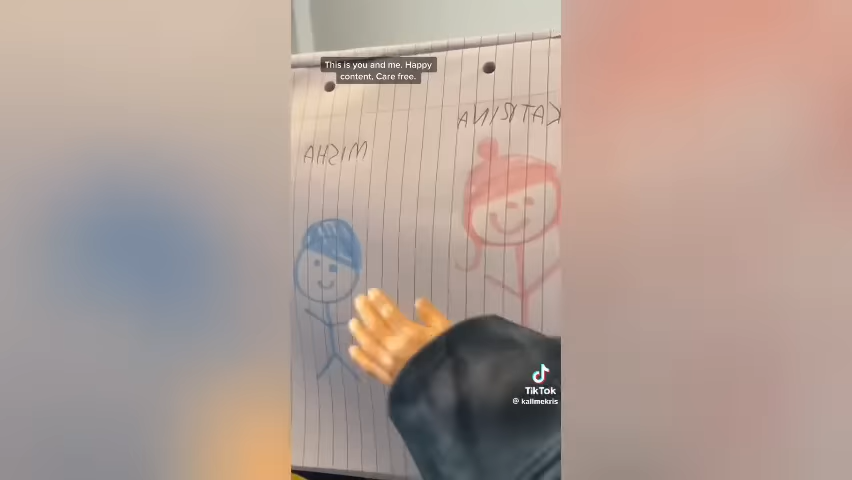 This is you and me. Happy
content. Care free.
KATRINA
MISHA
TikTok
@ kallmekris